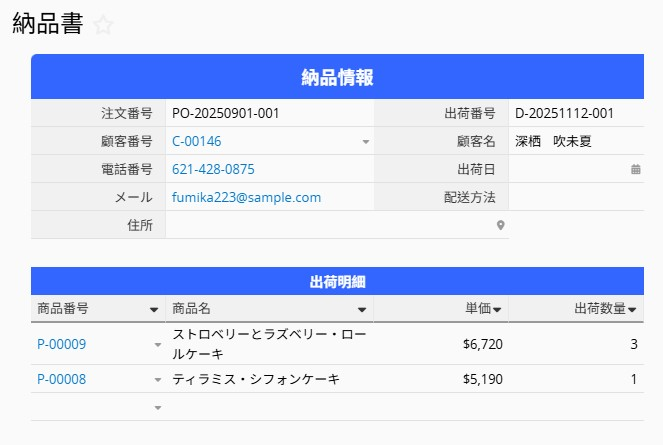 納品書
納品情報
注文番号 PO-20250901-001 出荷番号 D-20251112-001
顧客番号 C-00146 顧客名 深栖　吹未夏
電話番号 621-428-0875 出荷日
メール fumika223@sample.com 配送方法
住所
出荷明細
商品番号 商品名 単価 出荷数量
P-00009 ストロベリーとラズベリー・ロー
ルケーキ $6,720 3
P-00008 ティラミス・シフォンケーキ $5,190 1